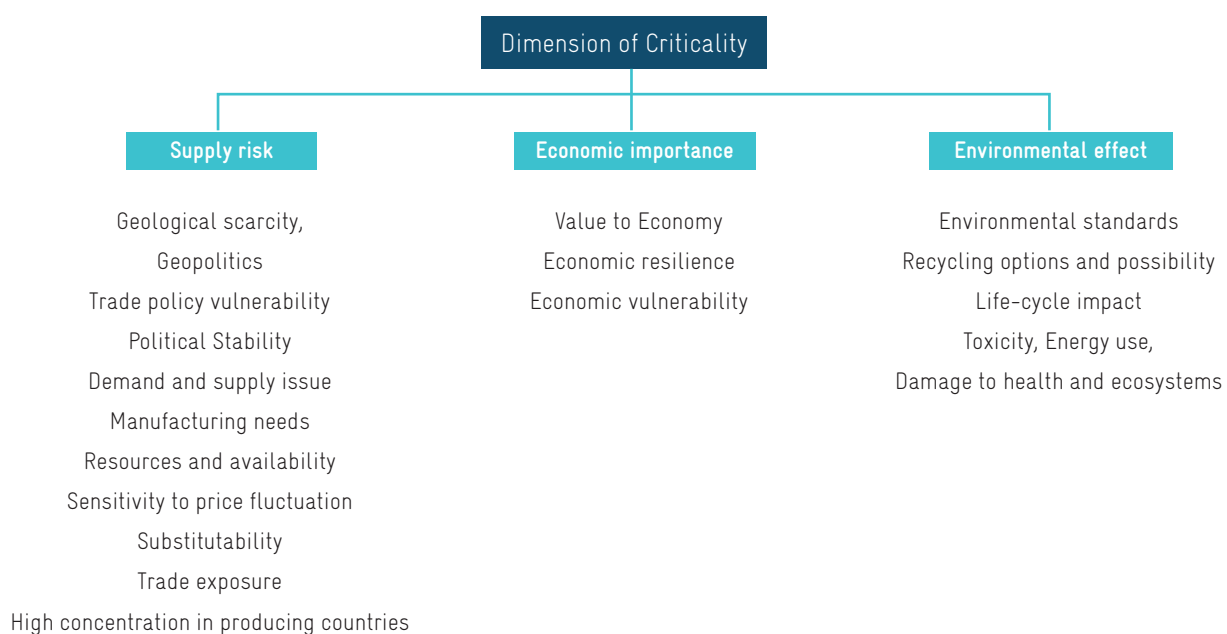 Dimension of Criticality
Supply risk
Geological scarcity,
Geopolitics
Trade policy vulnerability
Political Stability
Demand and supply issue
Manufacturing needs
Resources and availability
Sensitivity to price fluctuation
Substitutability
Trade exposure
High concentration in producing countries
Economic importance
Value to Economy
Economic resilience
Economic vulnerability
Environmental effect
Environmental standards
Recycling options and possibility
Life-cycle impact
Toxicity, Energy use,
Damage to health and ecosystems